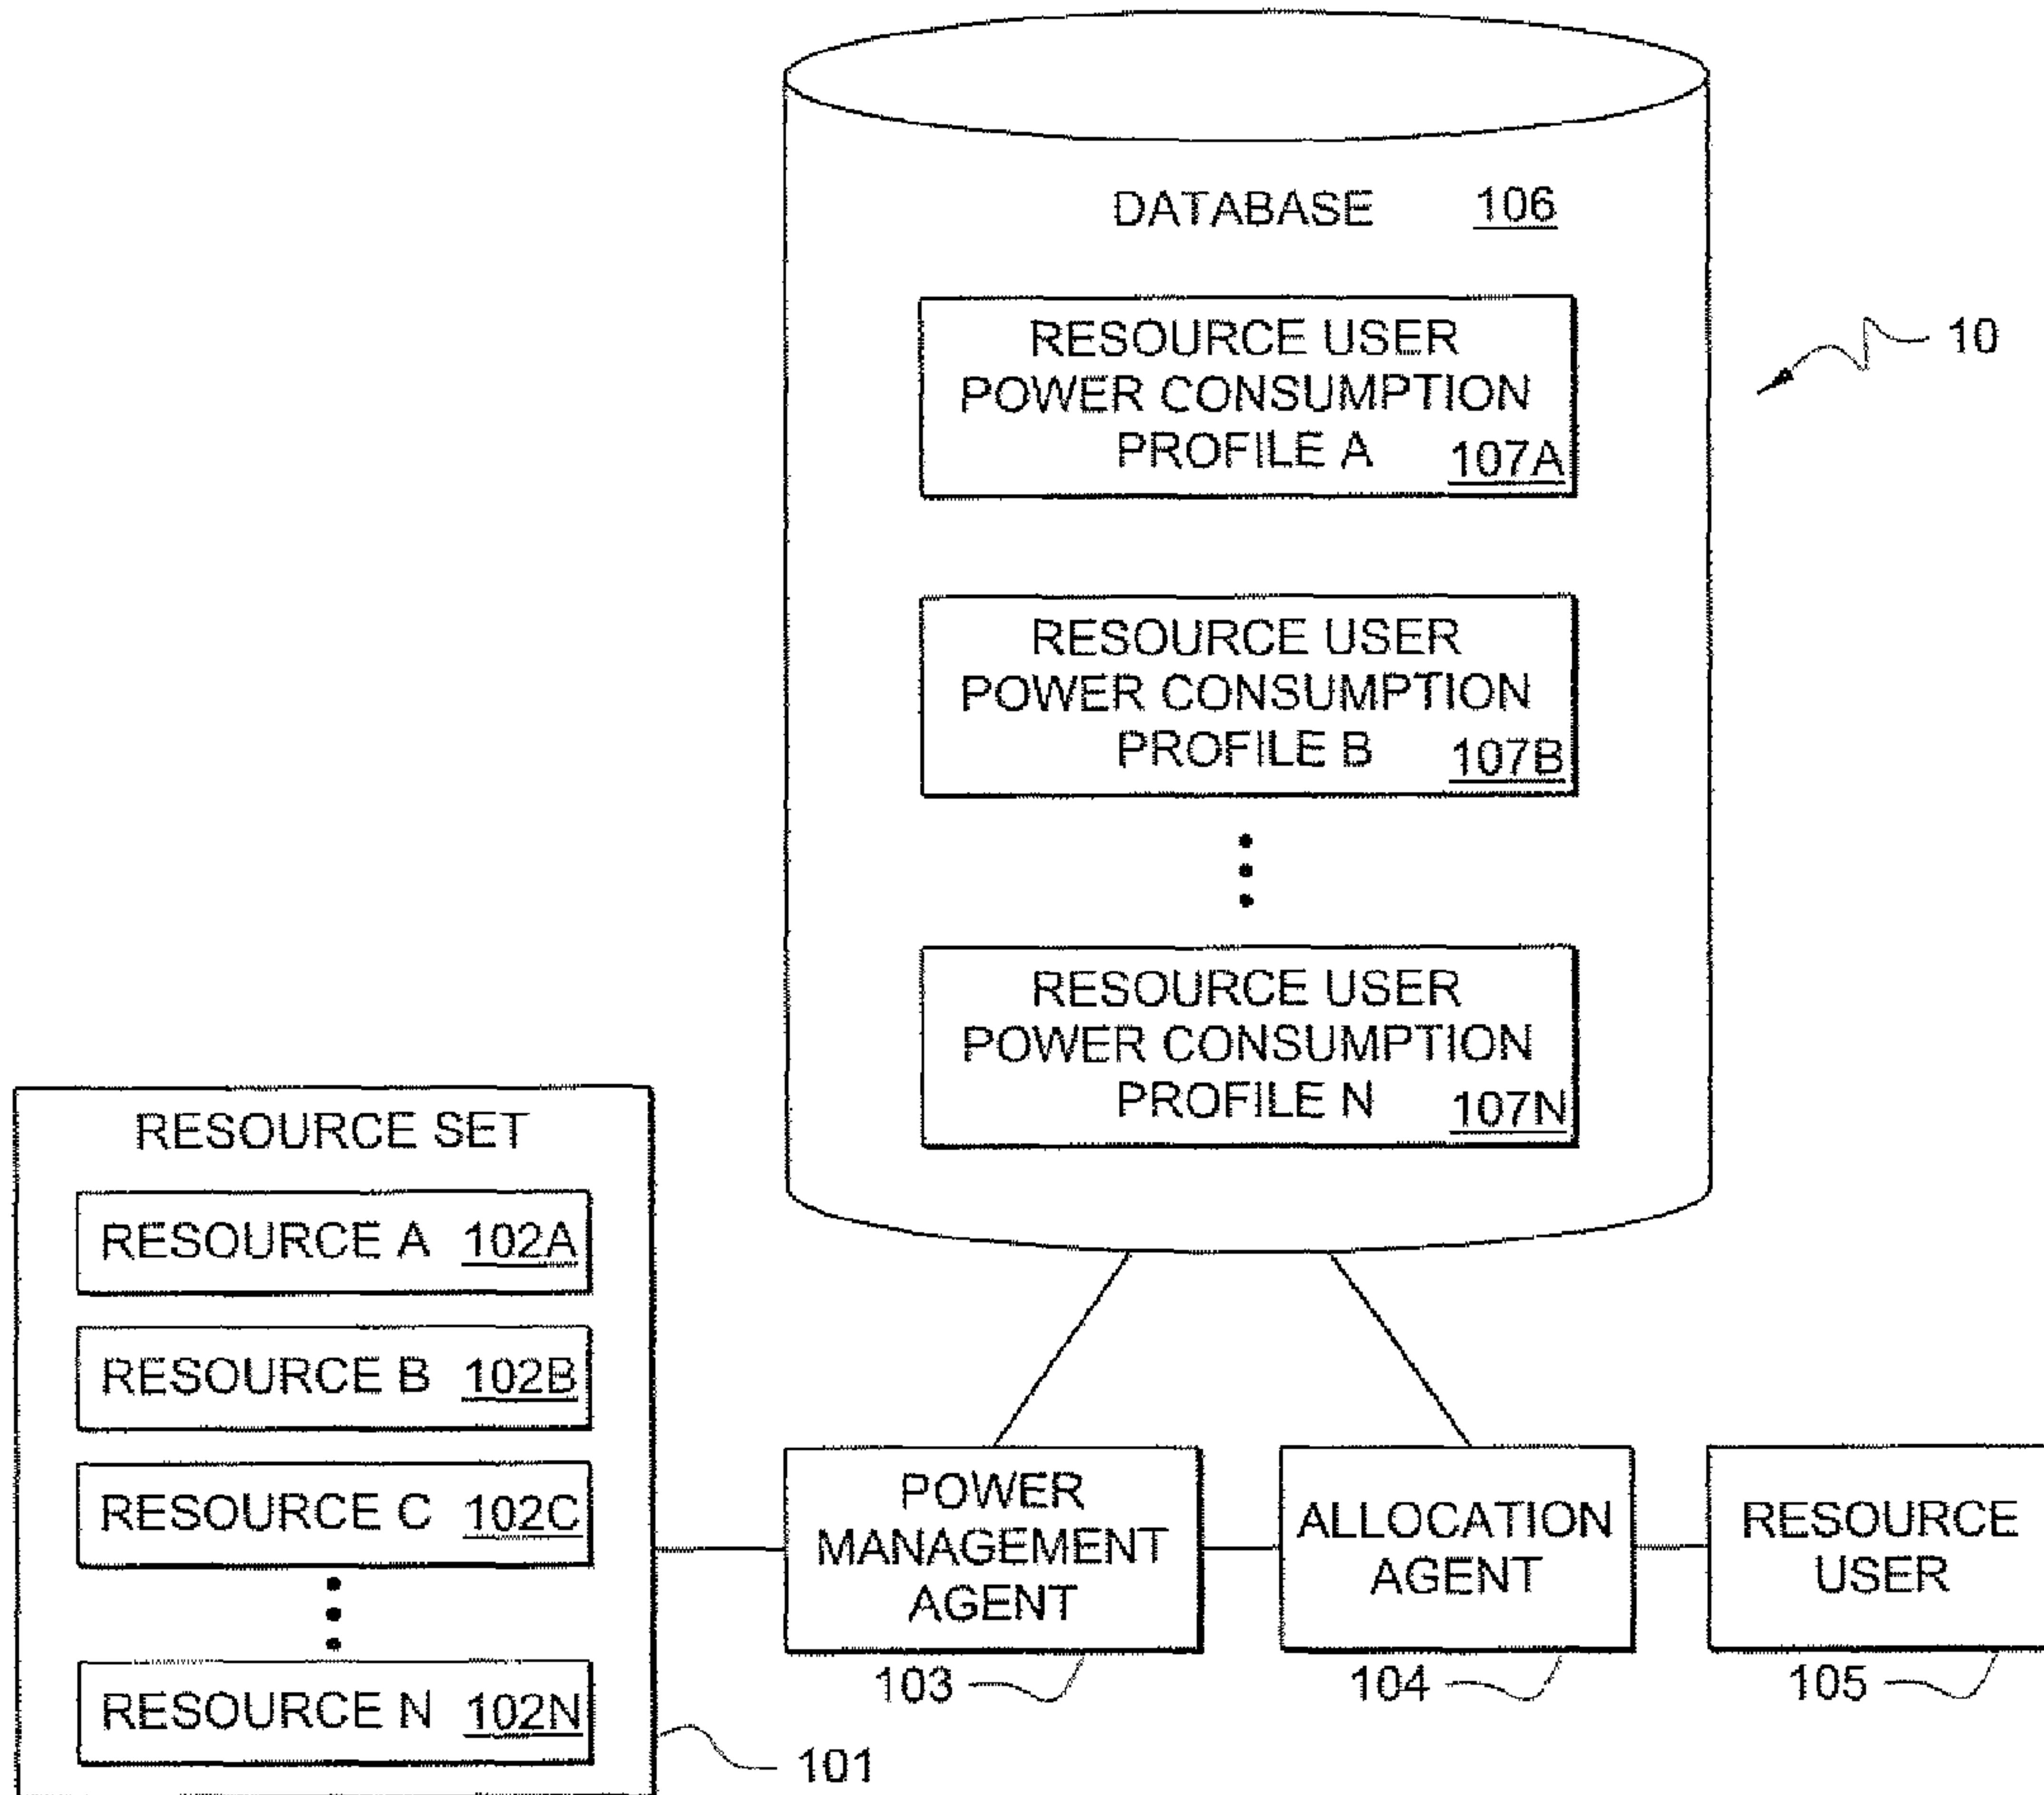 DATABASE 106
RESOURCE USER
POWER CONSUMPTION
PROFILE A 107A
10
RESOURCE USER
POWER CONSUMPTION
PROFILE B 107B
RESOURCE USER
POWER CONSUMPTION
PROFILE N 107N
RESOURCE SET
RESOURCE A 102A
RESOURCE B 102B
RESOURCE C 102C
RESOURCE N 102N
101
POWER
MANAGEMENT
AGENT
103
ALLOCATION
AGENT
104
RESOURCE
USER
105